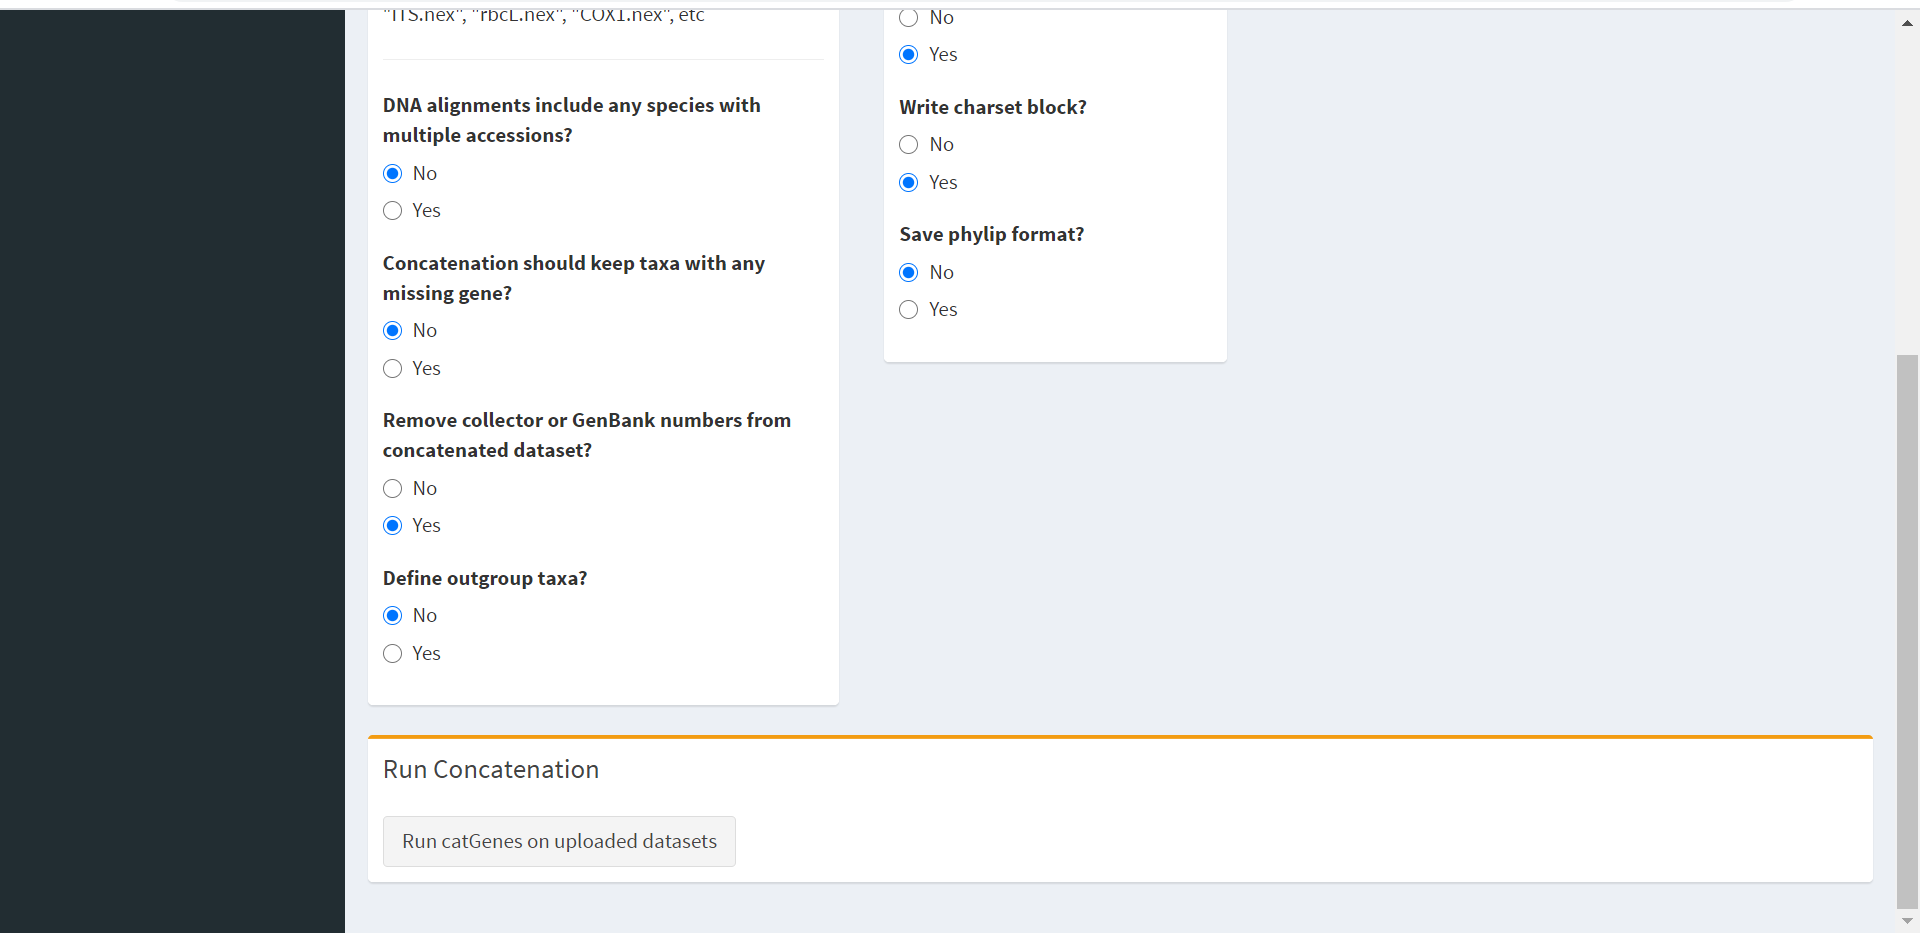 "ITS.nex", "rbcL.nex", "COX1.nex", etc
DNA alignments include any species with
multiple accessions?
No
Yes
Concatenation should keep taxa with any
missing gene?
No
Yes
Remove collector or GenBank numbers from
concatenated dataset?
No
Yes
Define outgroup taxa?
No
Yes
No
Yes
Write charset block?
No
Yes
Save phylip format?
No
Yes
Run Concatenation
Run catGenes on uploaded datasets